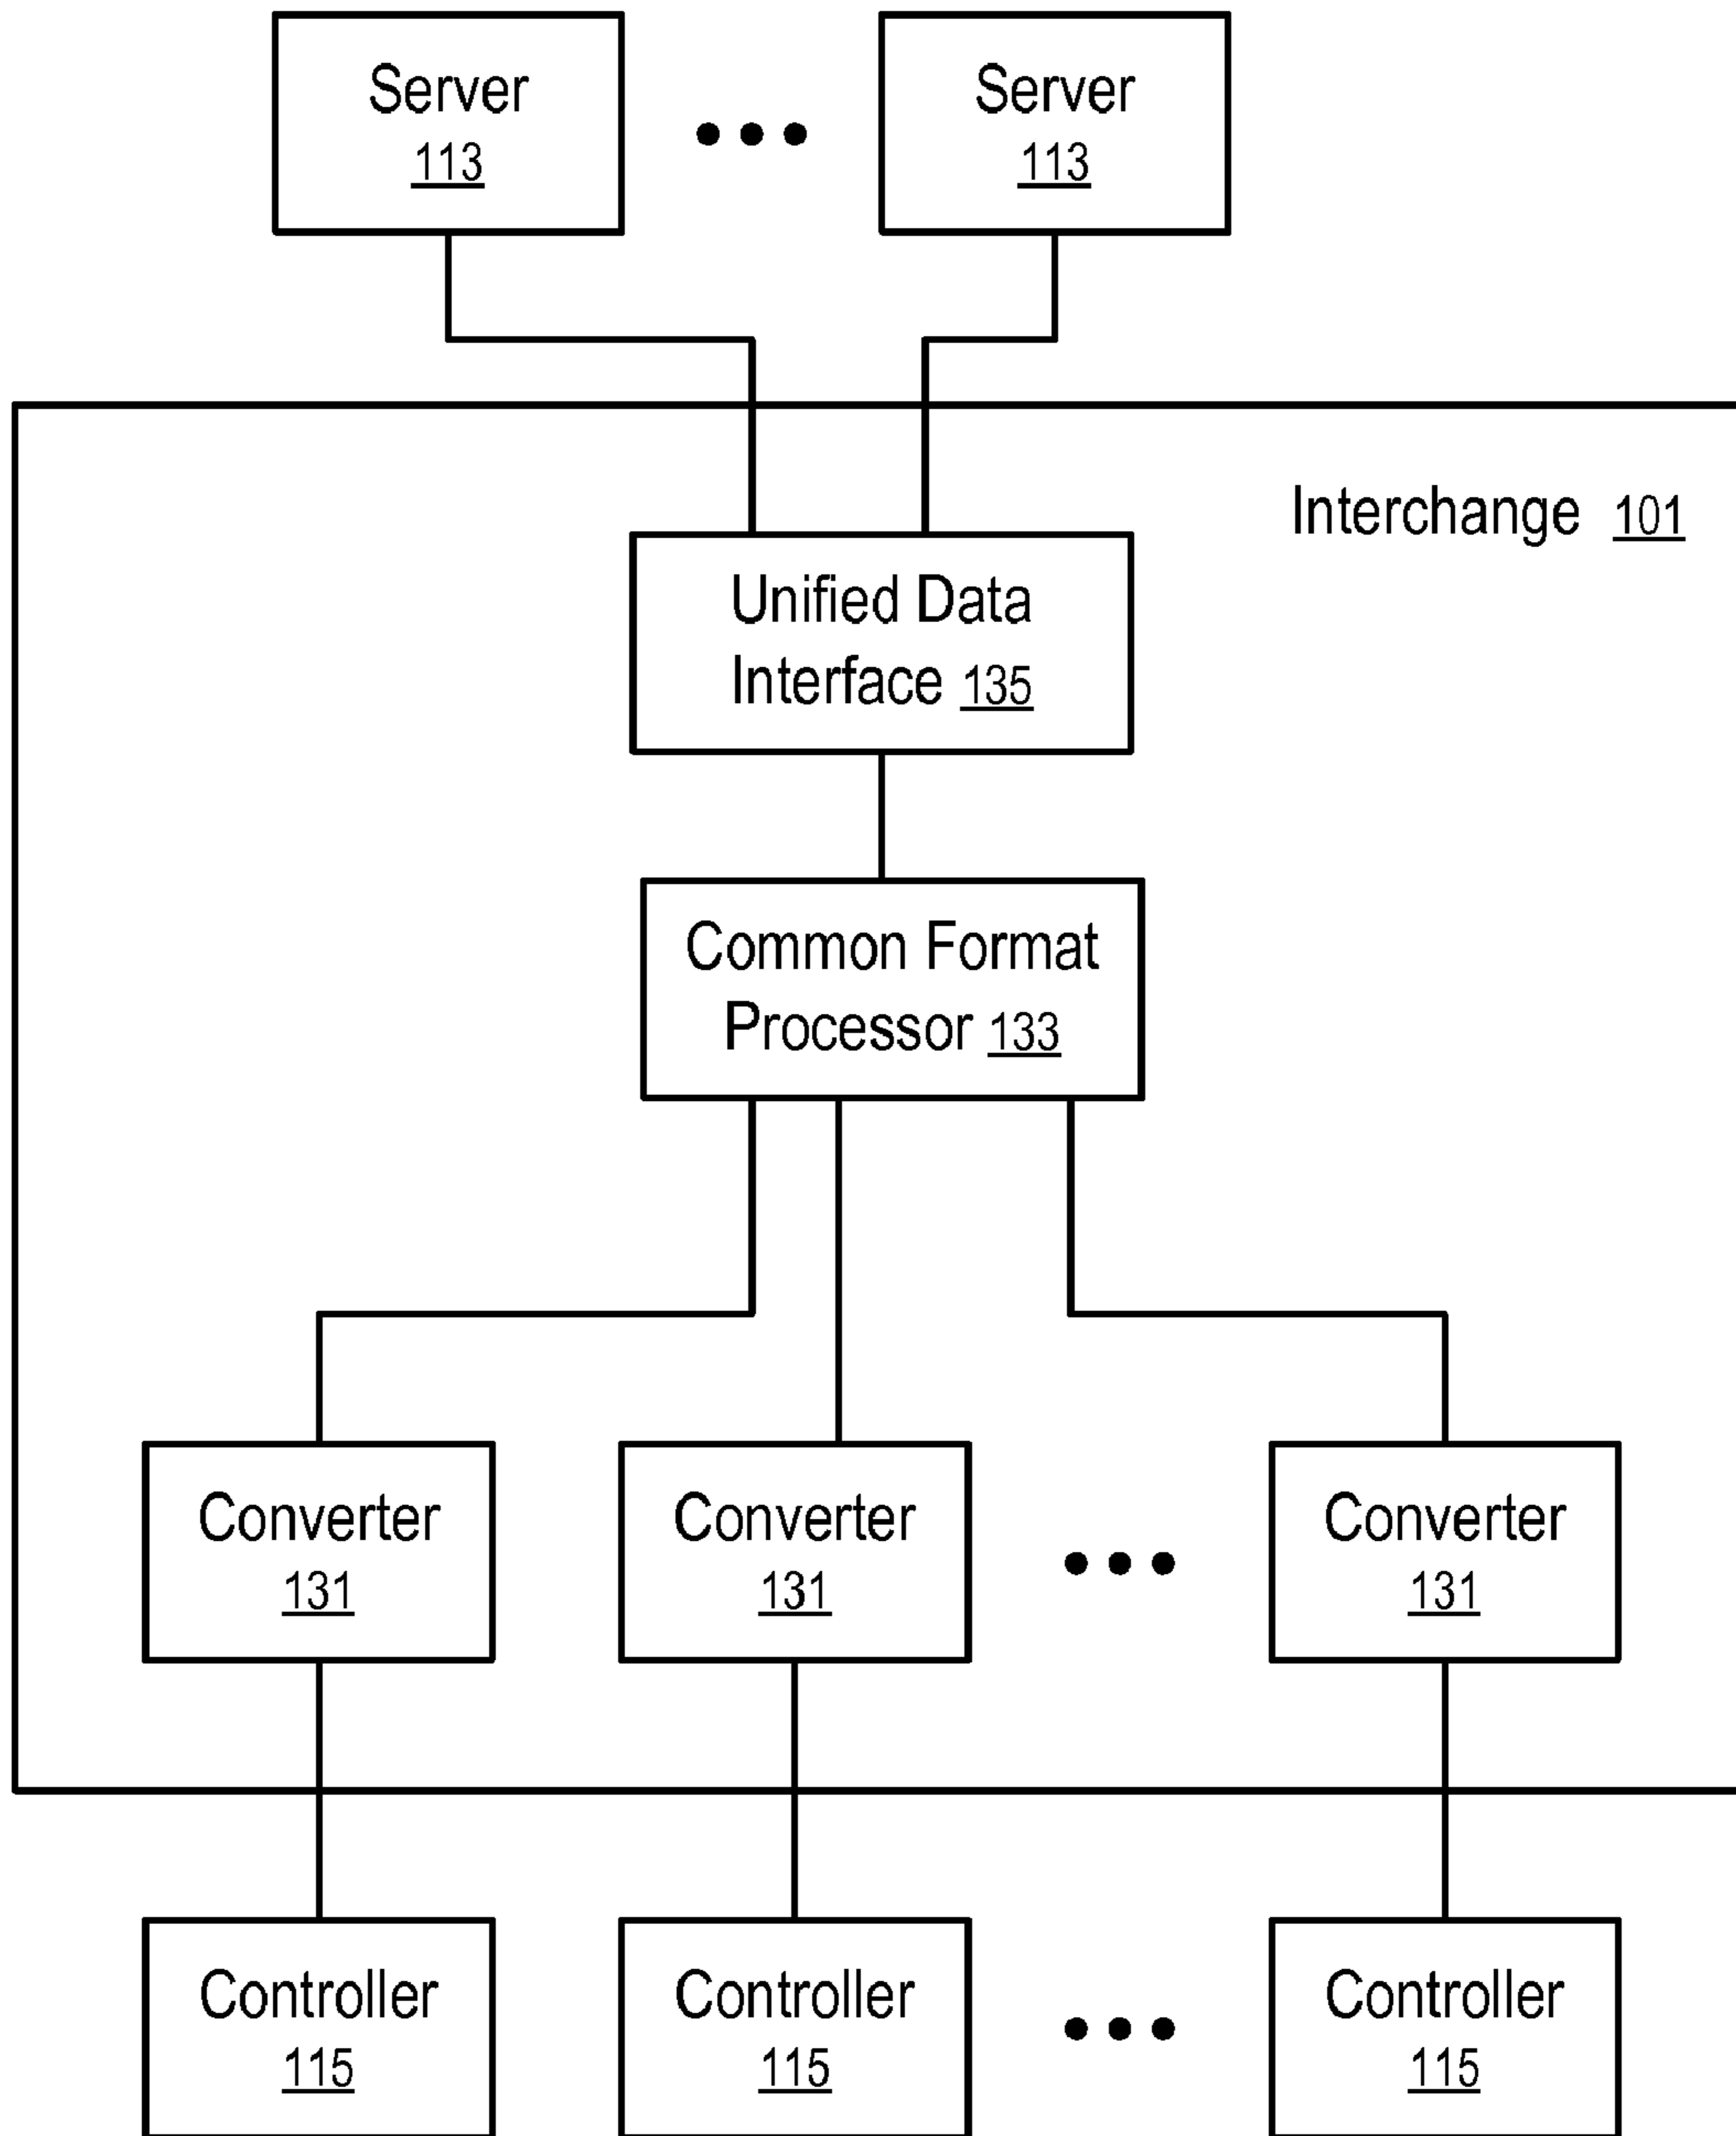 Server Server
113 113
Interchange 101
Unified Data
Interface 135
Common Format
Processor 133
Converter Converter Converter
131 131 131
Controller Controller Controller
115 115 115